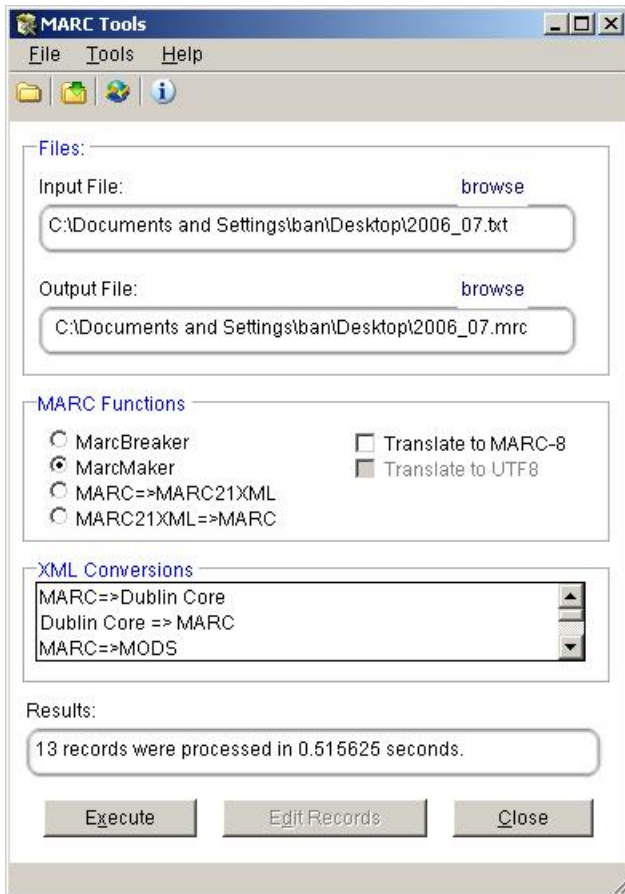 MARC Tools
File Tools Help
Files:
Input File: browse
C:\Documents and Settings\ban\Desktop\2006_07.txt
Output File: browse
C:\Documents and Settings\ban\Desktop\2006_07.mrc
MARC Functions
MarcBreaker Translate to MARC-8
MarcMaker Translate to UTF8
MARC=>MARC21XML
MARC21XML=>MARC
XML Conversions
MARC=>Dublin Core
Dublin Core => MARC
MARC=>MODS
Results:
13 records were processed in 0.515625 seconds.
Execute Edit Records Close